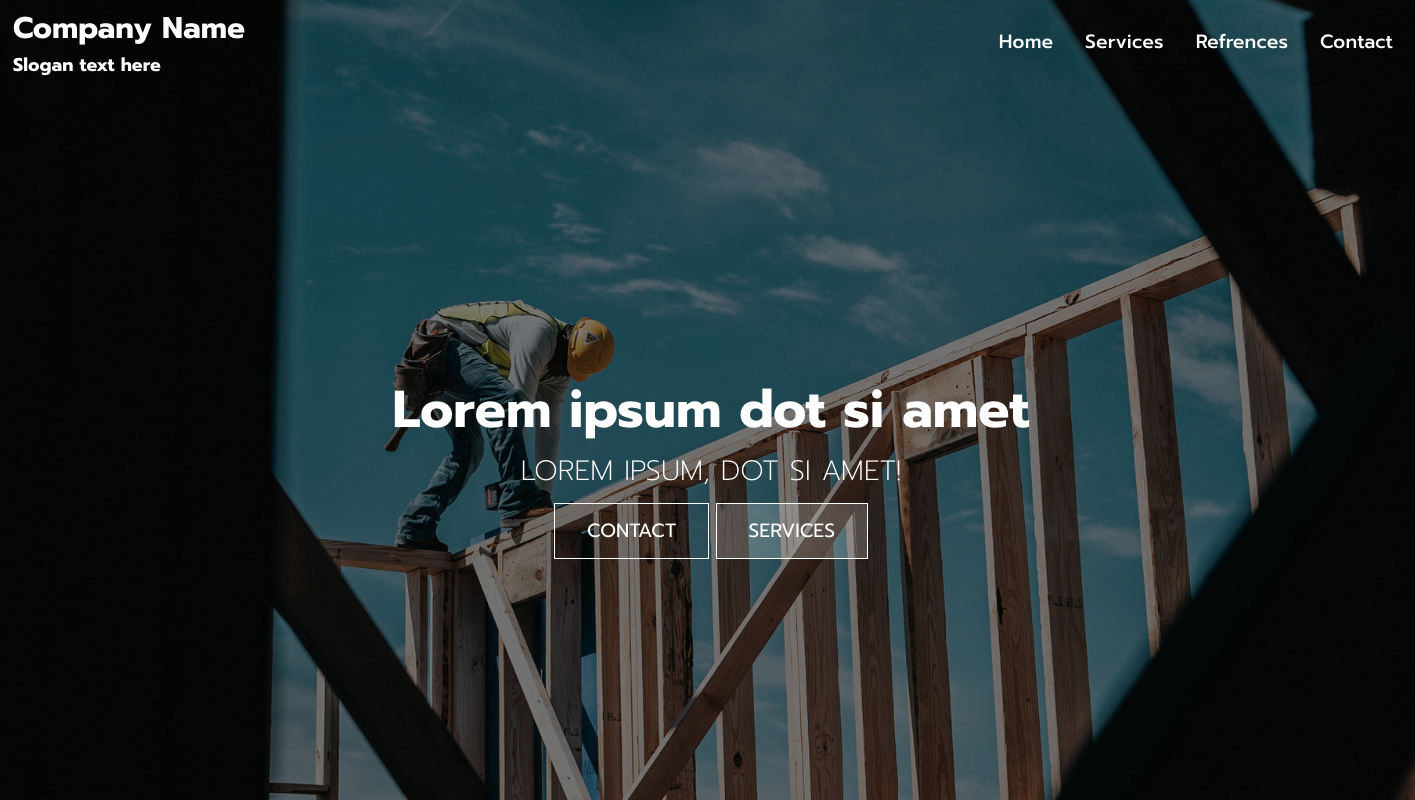 Company Name
Slogan text here
Home Services Refrences Contact
Lorem ipsum dot si amet
LOREM IPSUM, DOT SI AMET!
CONTACT SERVICES